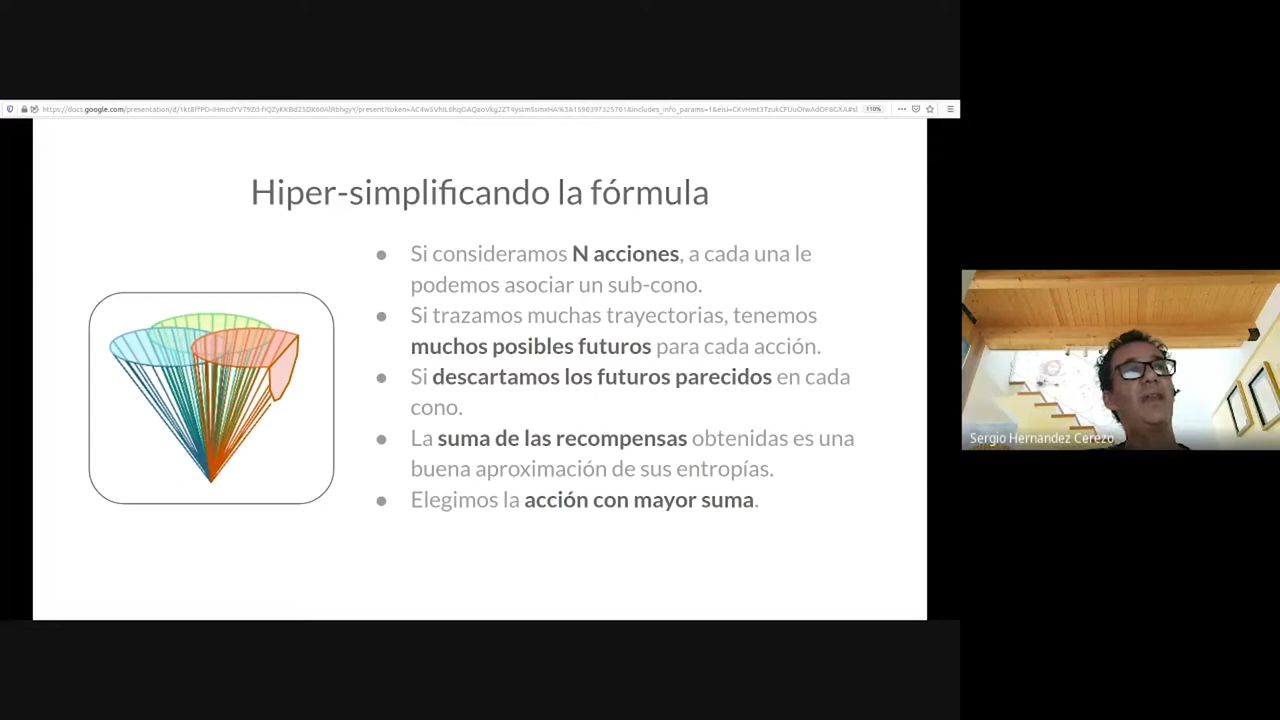 110%
Hiper-simplificando la fórmula
● Si consideramos N acciones, a cada una le
podemos asociar un sub-cono.
● Si trazamos muchas trayectorias, tenemos
muchos posibles futuros para cada acción.
● Si descartamos los futuros parecidos en cada
cono.
● La suma de las recompensas obtenidas es una
buena aproximación de sus entropías.
● Elegimos la acción con mayor suma.
Sergio Hernandez Cerezo